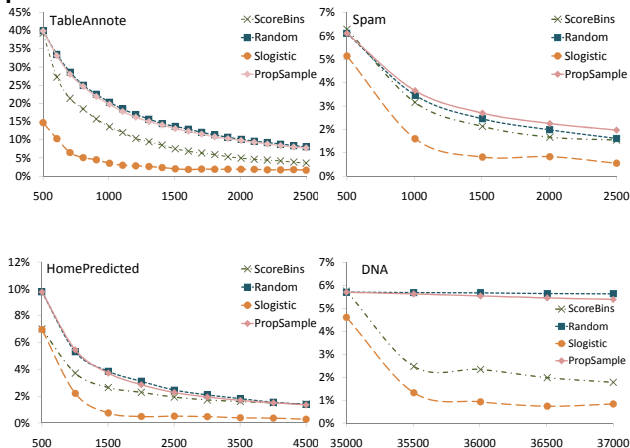 TableAnnote
45%
40%
35%
30%
25%
20%
15%
10%
5%
0%
500 1000 1500 2000 2500
ScoreBins
Random
Slogistic
PropSample
Spam
7%
6%
5%
4%
3%
2%
1%
0%
500 1000 1500 2000 2500
ScoreBins
Random
Slogistic
PropSample
HomePredicted
12%
10%
8%
6%
4%
2%
0%
500 1500 2500 3500 4500
ScoreBins
Random
Slogistic
PropSample
DNA
7%
6%
5%
4%
3%
2%
1%
0%
35000 35500 36000 36500 37000
ScoreBins
Random
Slogistic
PropSample